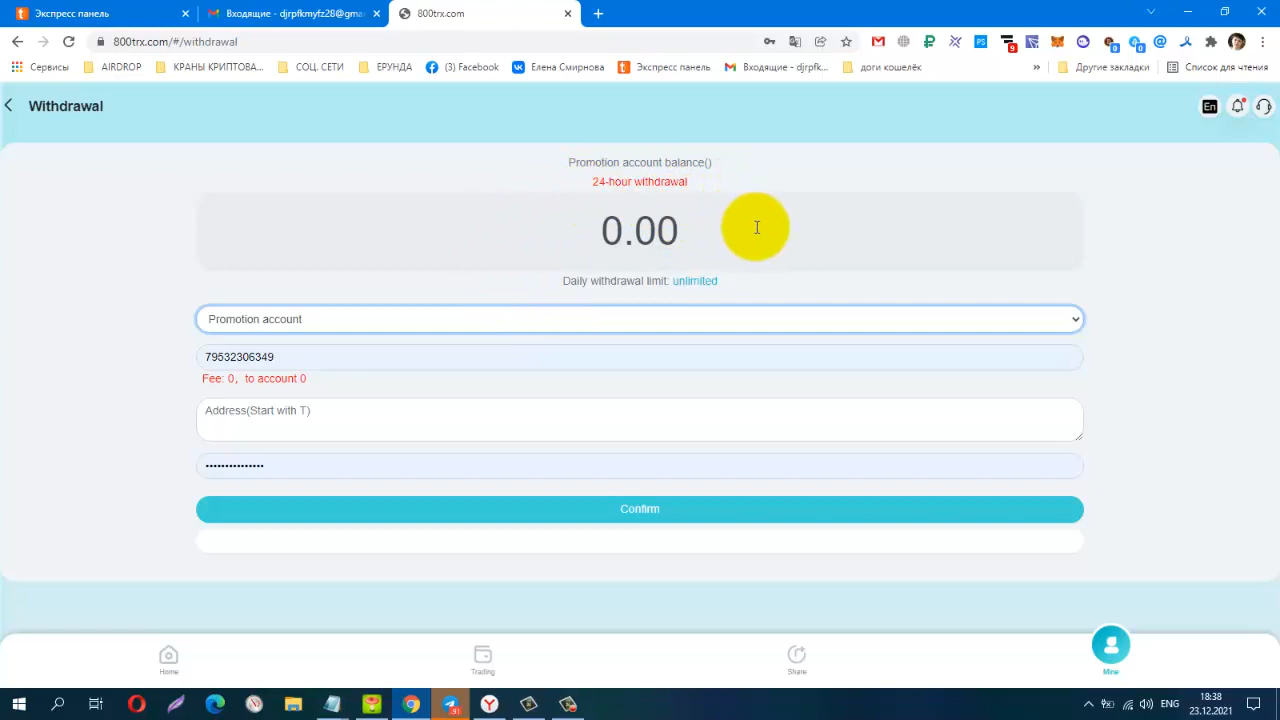 Экспресс панель
Входящие - djrpfkmyfz28@gma
800trx.com
800trx.com/#/withdrawal
Сервисы
AIRDROP
КРАНЫ КРИПТОВА...
СОЦ. СЕТИ
ЕРУНДА
(3) Facebook
Елена Смирнова
Экспресс панель
Входящие - djrpfk...
доги кошелёк
»
Другие закладки
Список для чтения
Withdrawal
En
Promotion account balance()
24-hour withdrawal
0.00
Daily withdrawal limit: unlimited
Promotion account
79532306349
Fee: 0, to account 0
Address(Start with T)
•••••••••••••••
Confirm
Home
Trading
Share
Mine
ENG
18:38
23.12.2021